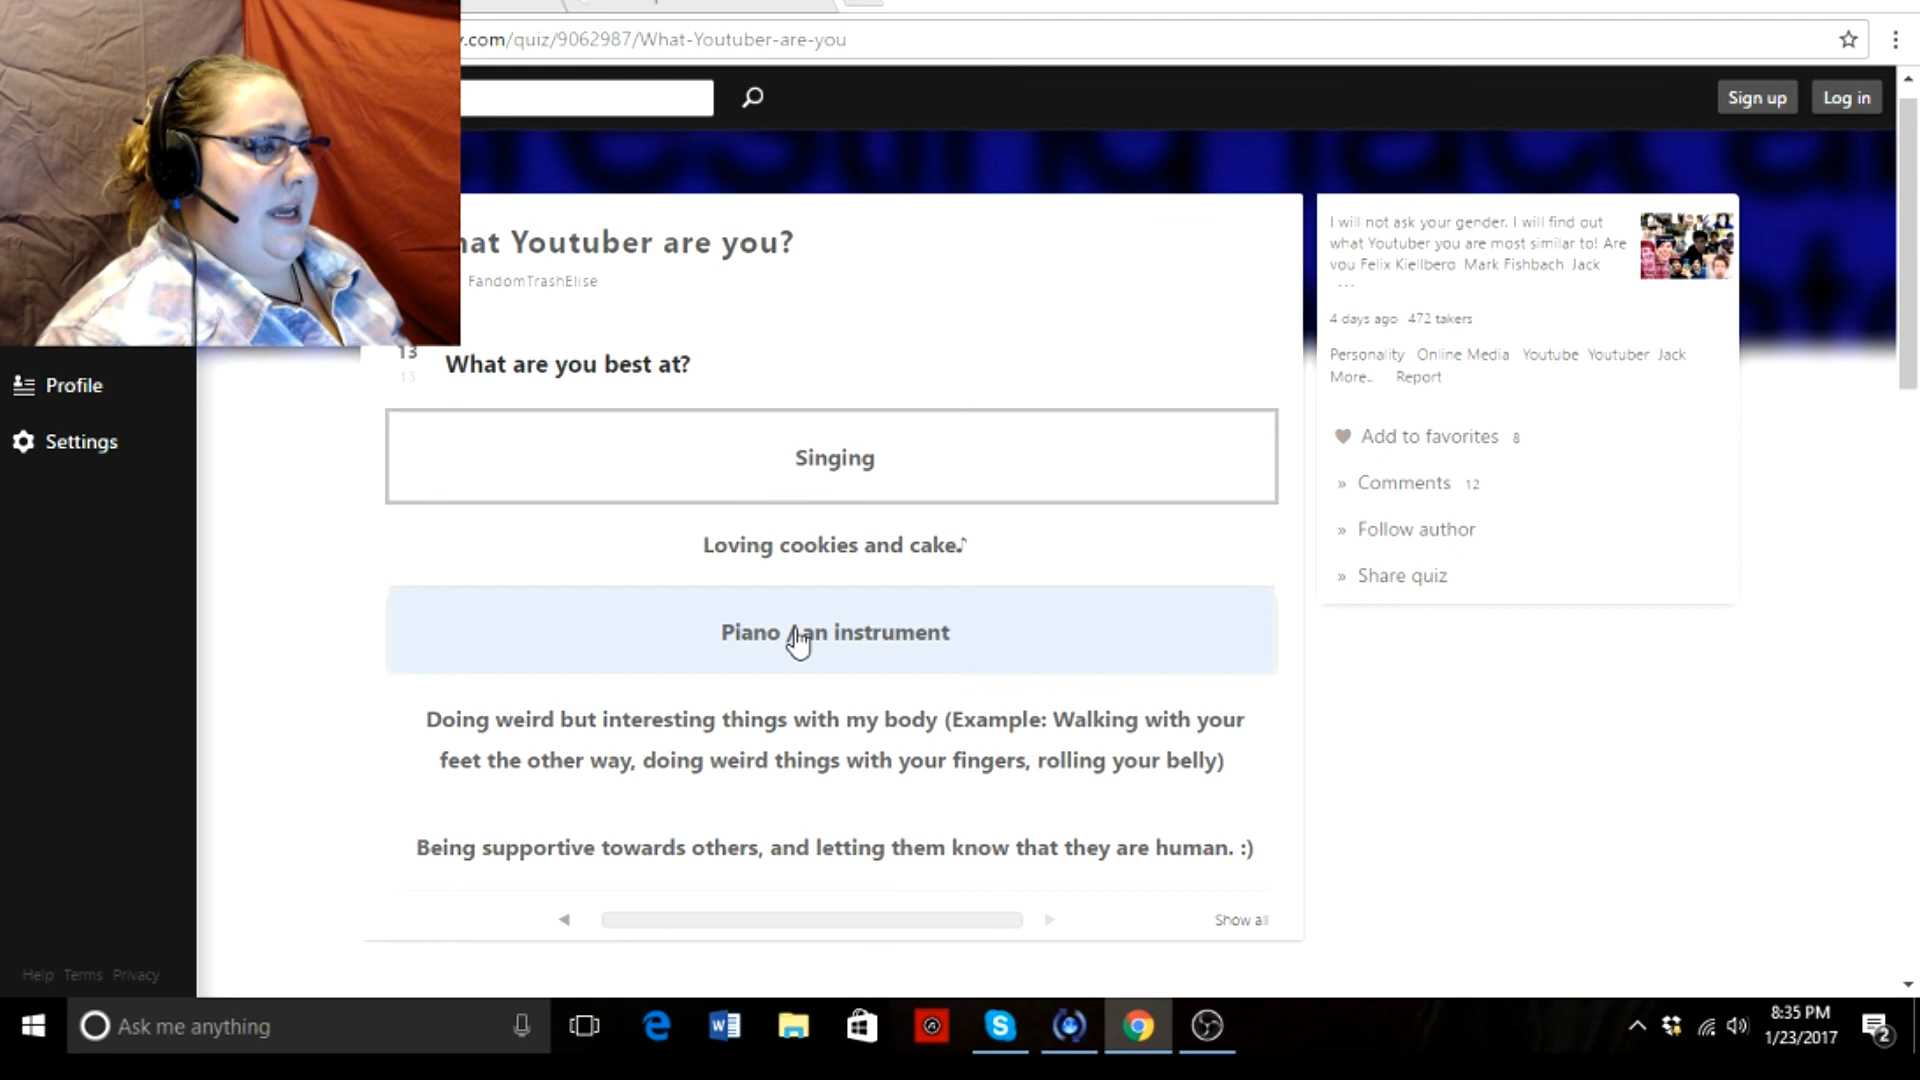 .com/quiz/9062987/What-Youtuber-are-you
Sign up
Log in
hat Youtuber are you?
FandomTrashElise
I will not ask your gender. I will find out
what Youtuber you are most similar to! Are
you Felix Kjellberg Mark Fishbach Jack
...
4 days ago 472 takers
Personality Online Media Youtube Youtuber Jack
More.. Report
Profile
Settings
13
13
What are you best at?
Singing
Loving cookies and cake.♪
Piano / an instrument
Doing weird but interesting things with my body (Example: Walking with your
feet the other way, doing weird things with your fingers, rolling your belly)
Being supportive towards others, and letting them know that they are human. :)
Show all
Add to favorites 8
» Comments 12
» Follow author
» Share quiz
Help Terms Privacy
Ask me anything
8:35 PM
1/23/2017
2